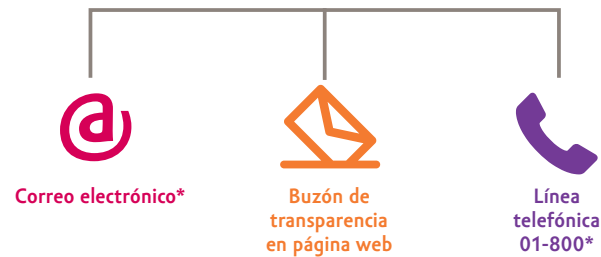 Correo electrónico*
Buzón de
transparencia
en página web
Línea
telefónica
01-800*